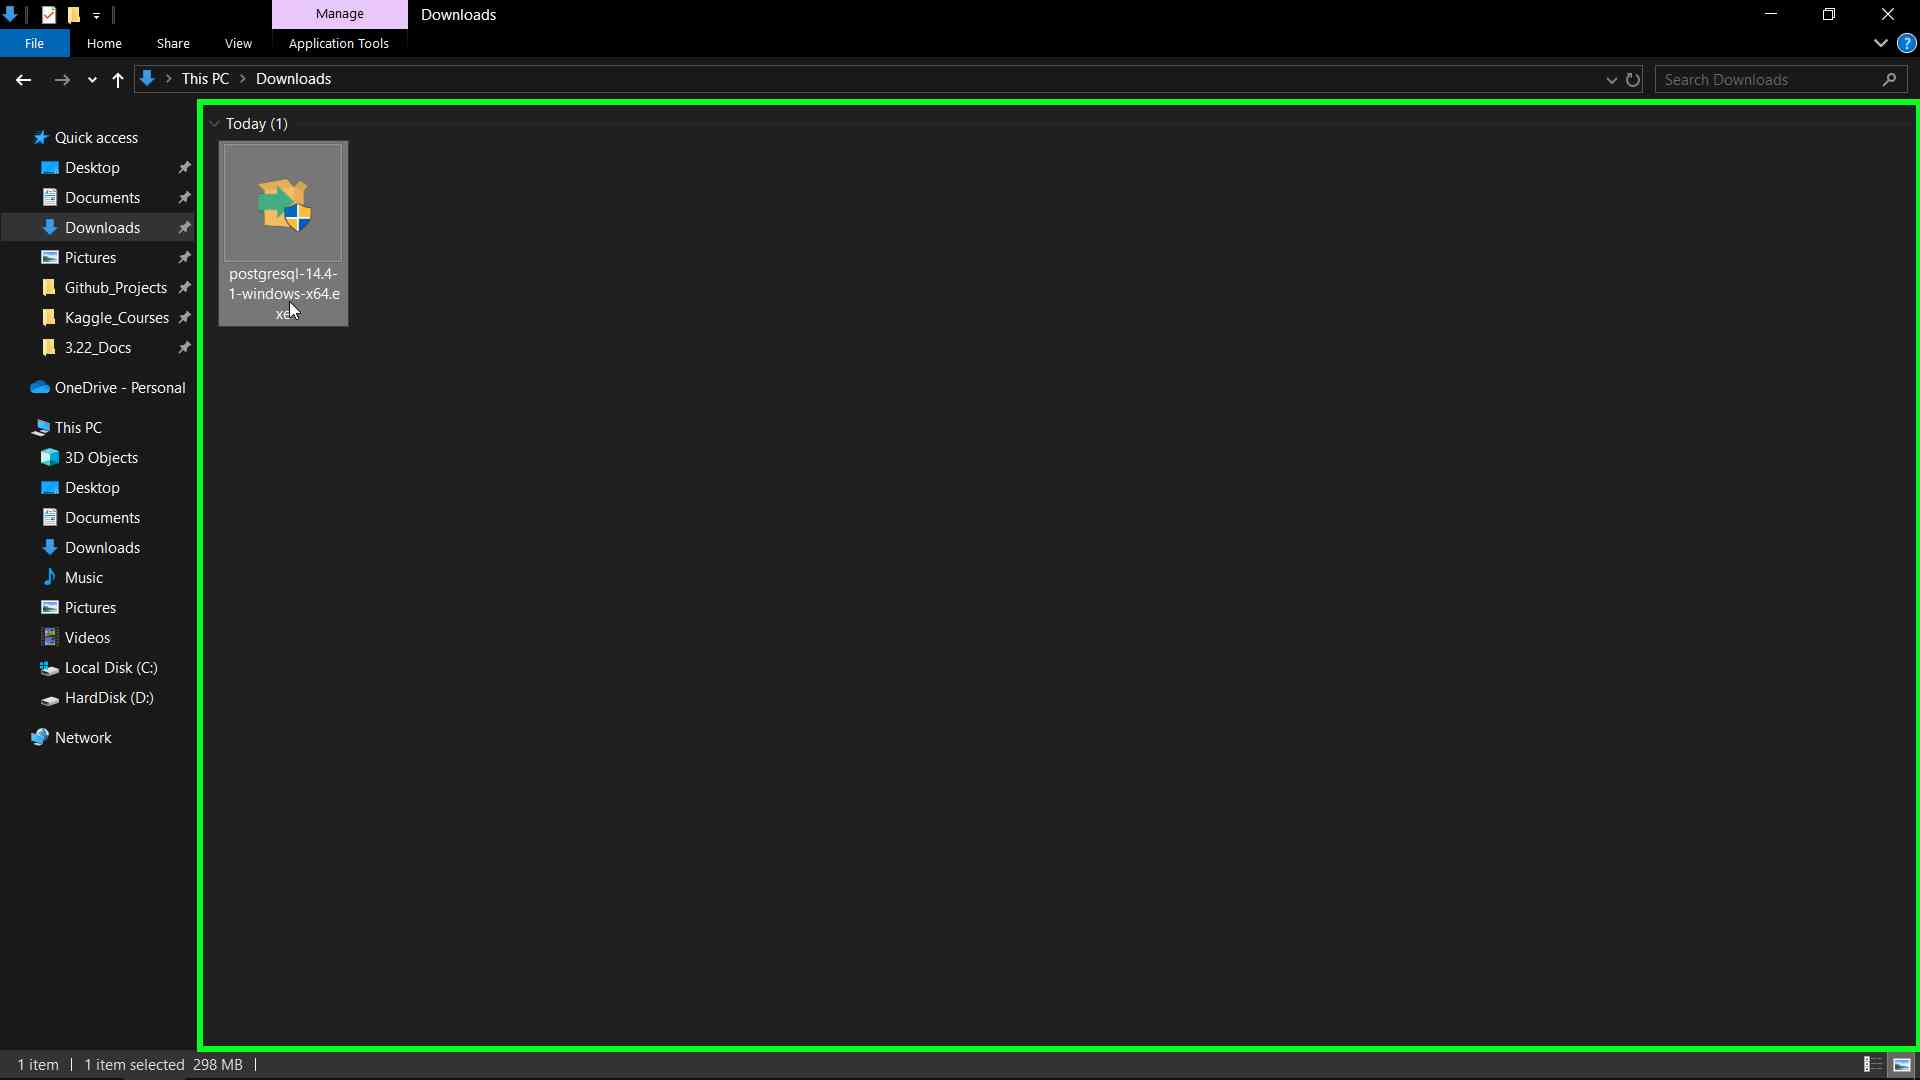 Manage
Downloads
File
Home
Share
View
Application Tools
?
This PC
Downloads
Search Downloads
Quick access
Desktop
Documents
Downloads
Pictures
Github_Projects
Kaggle_Courses
3.22_Docs
OneDrive - Personal
This PC
3D Objects
Desktop
Documents
Downloads
Music
Pictures
Videos
Local Disk (C:)
HardDisk (D:)
Network
Today (1)
postgresql-14.4-
1-windows-x64.e
xe
1 item
1 item selected 298 MB